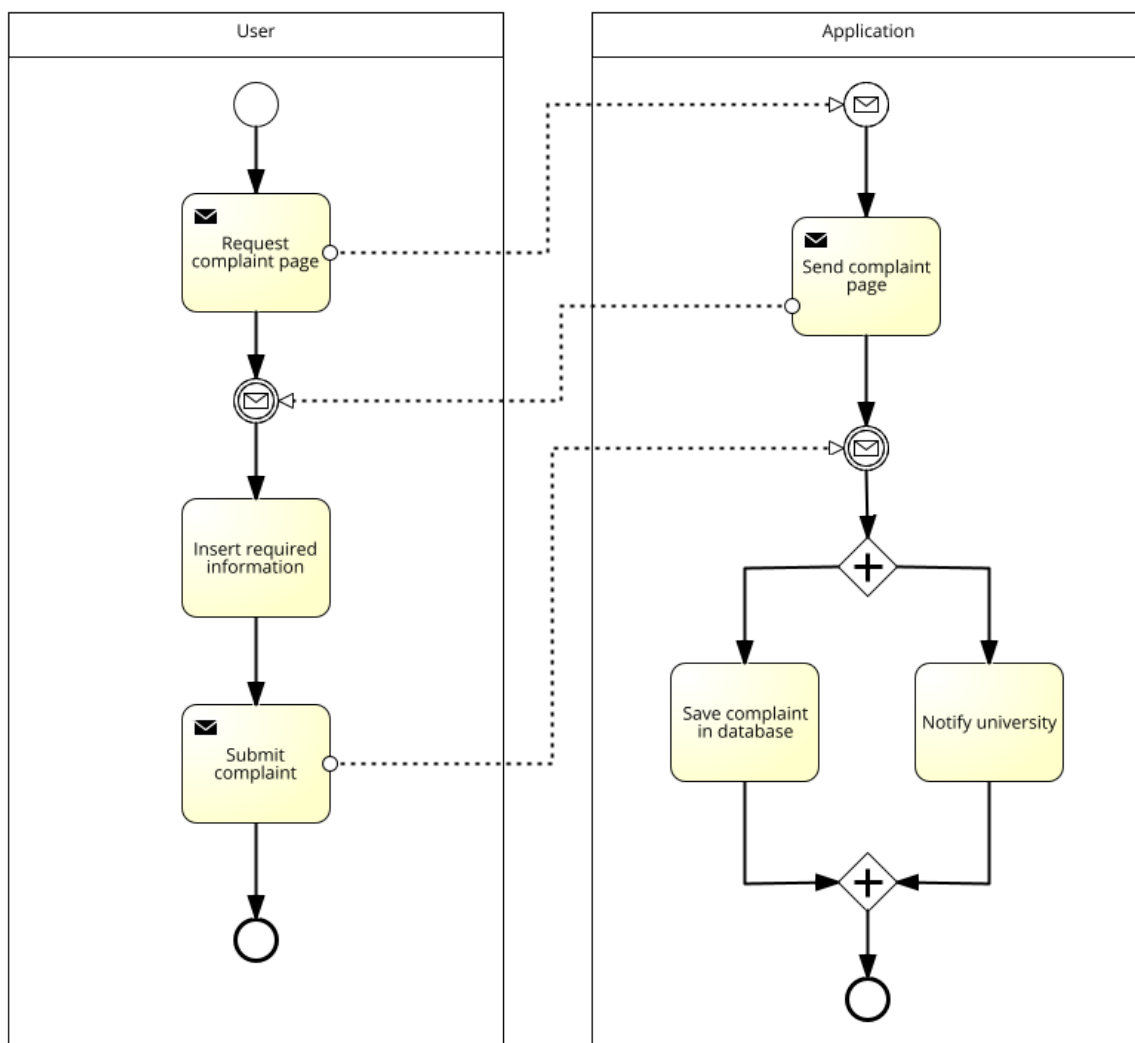 User
Application
Request
complaint page
Send complaint
page
Insert required
information
Submit
complaint
Save complaint
in database
Notify university